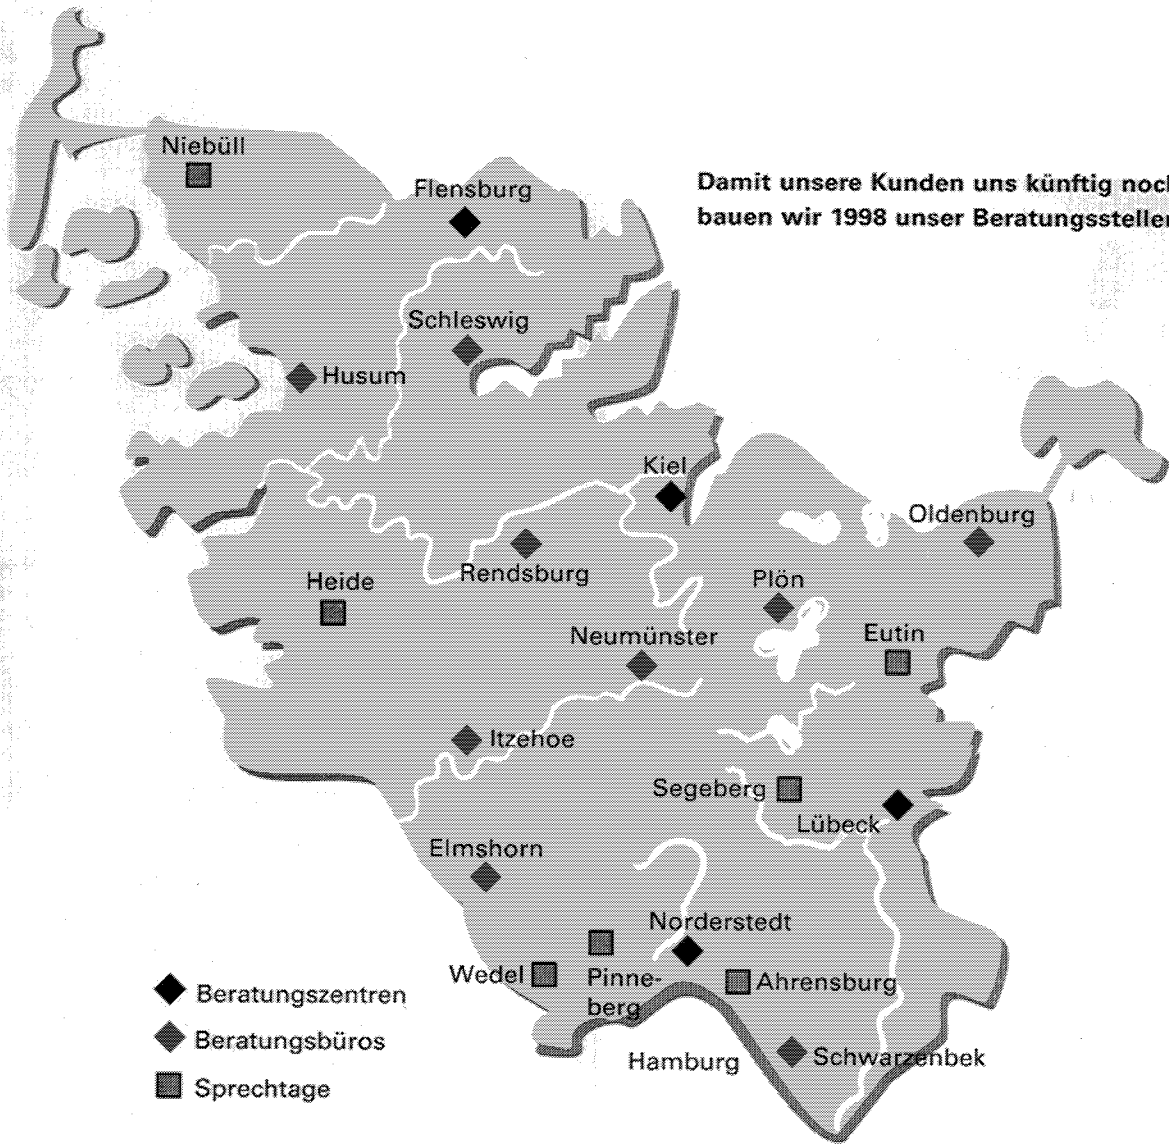 Niebüll
Damit unsere Kunden uns künftig noch
Flensburg
bauen wir 1998 unser Beratungsstellen
Schleswig
Husum
Kiel
Oldenburg
Rendsburg
Heide
Plön
Neumünster
Eutin
Itzehoe
Segeberg
Lübeck
Elmshorn
Norderstedt
Wedel
Pinne-
berg
Ahrensburg
Beratungszentren
Beratungsbüros
Hamburg
Schwarzenbek
Sprechtage